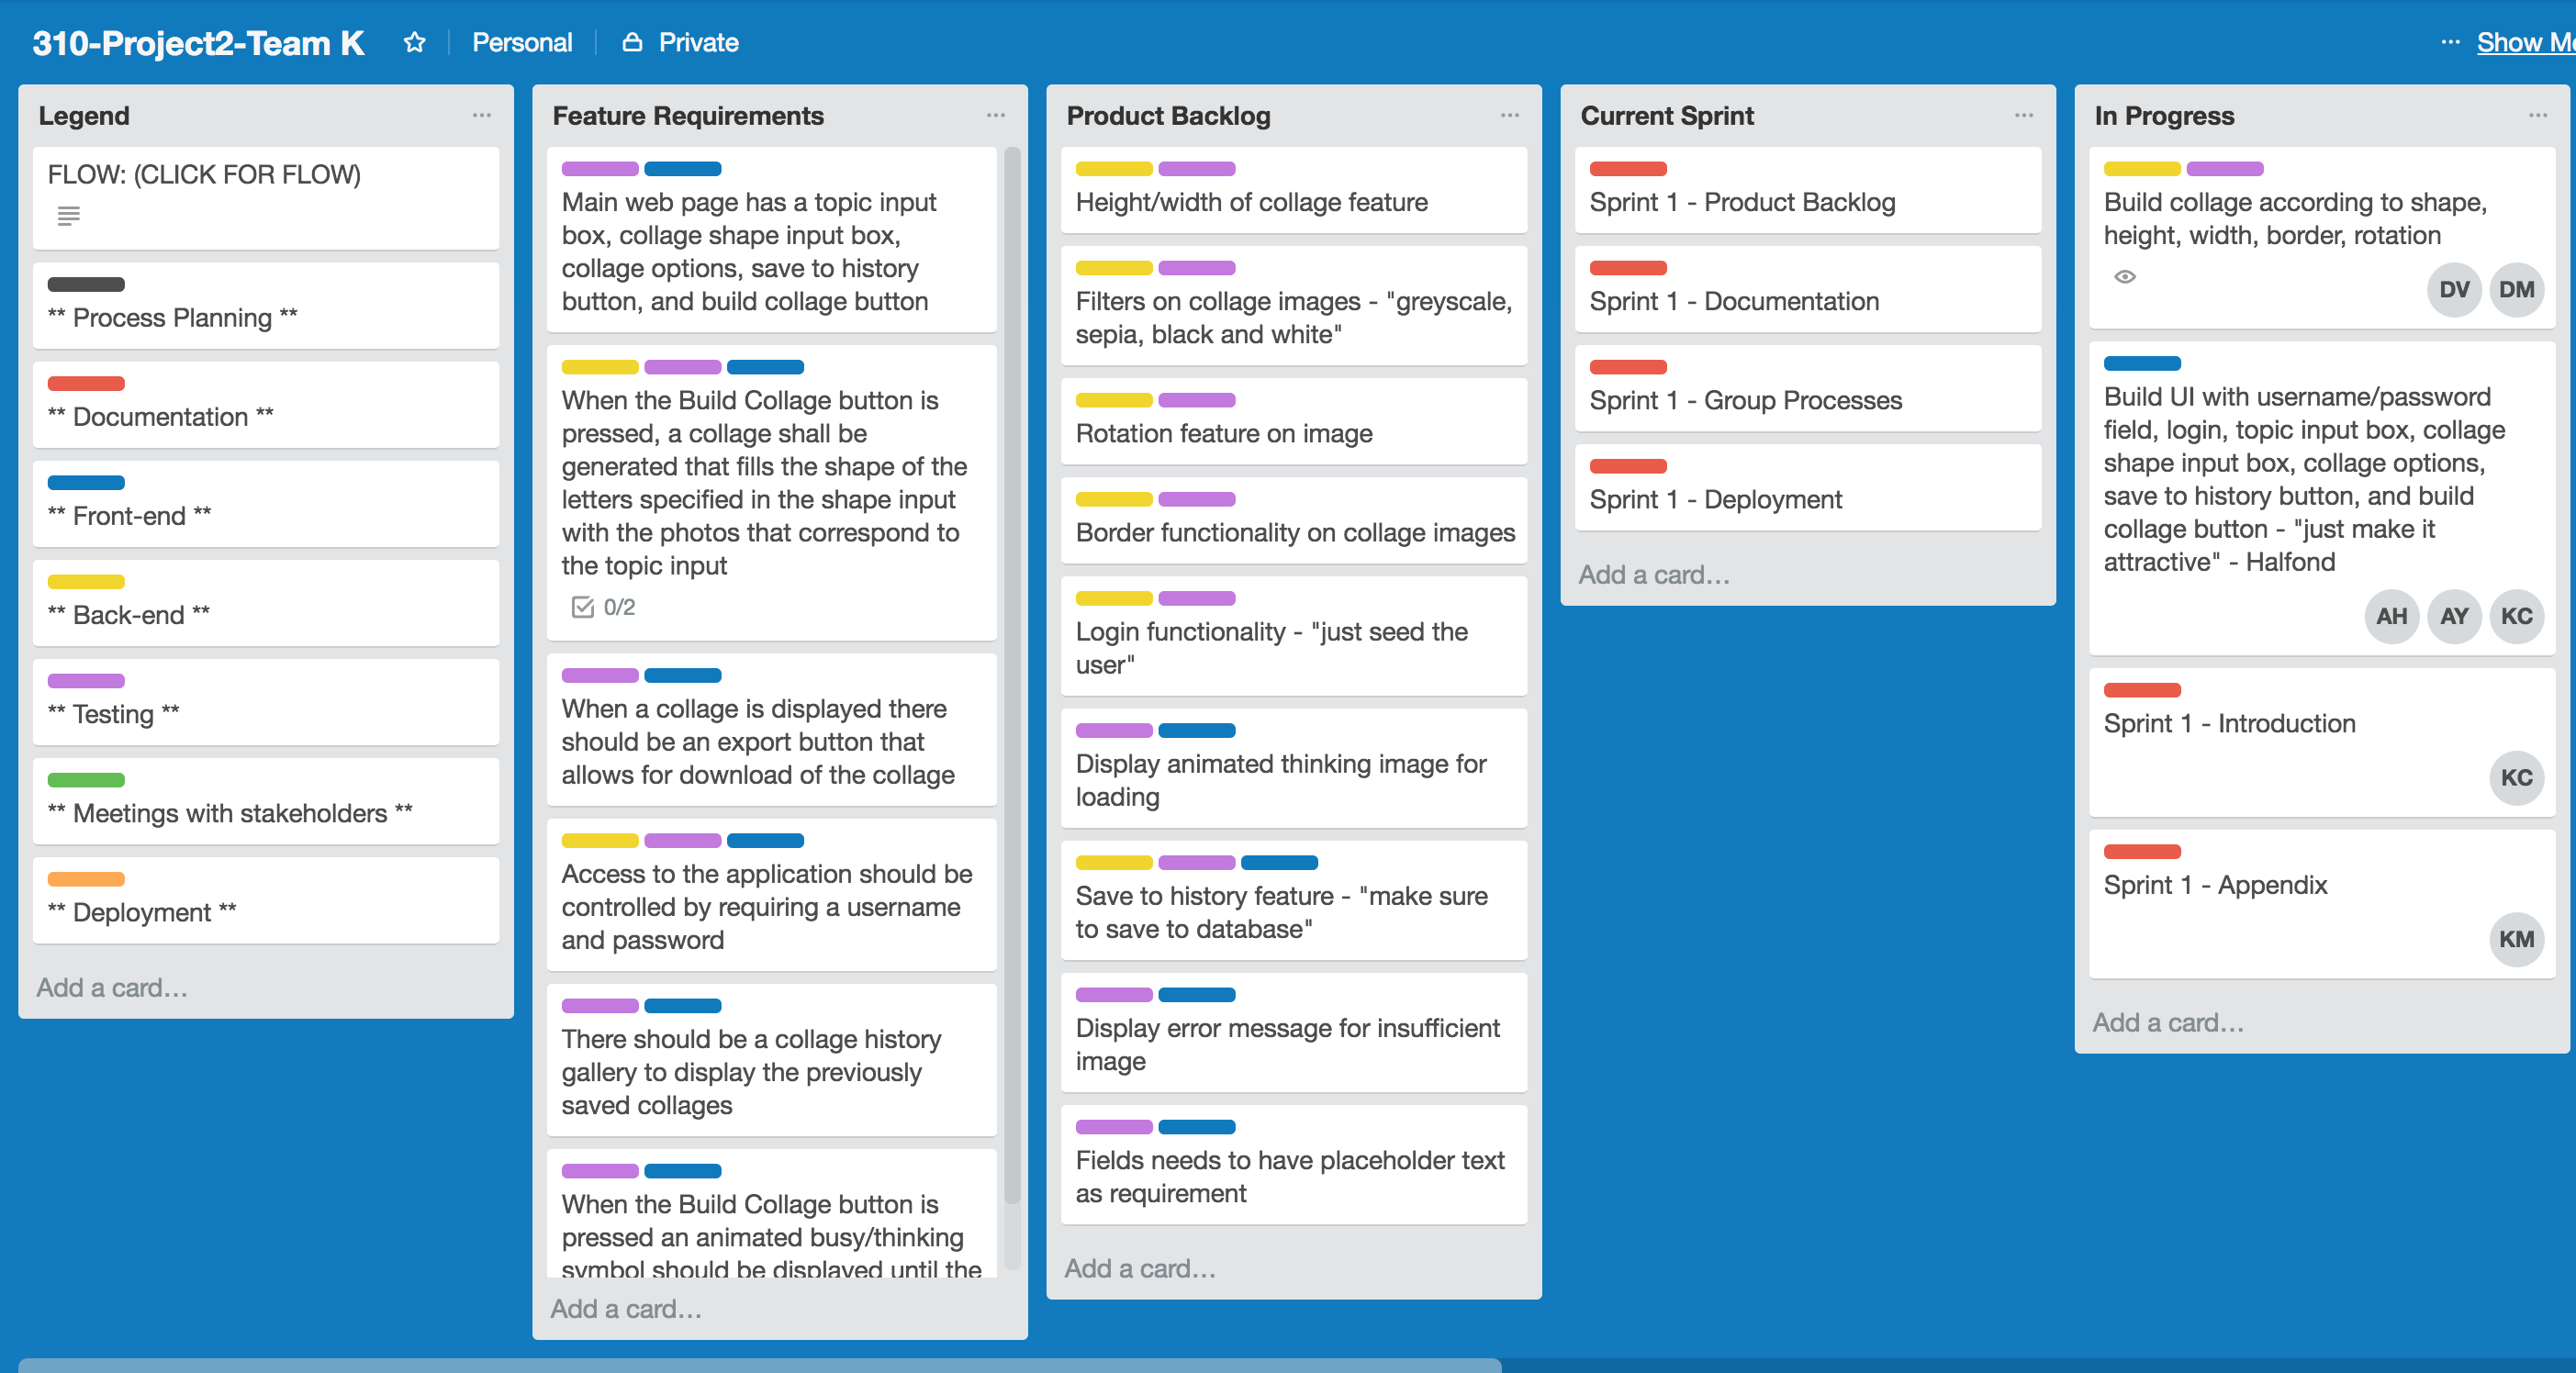 310-Project2-Team K
Personal
Private
Show Me
Legend
FLOW: (CLICK FOR FLOW)
** Process Planning **
** Documentation **
** Front-end **
** Back-end **
** Testing **
** Meetings with stakeholders **
** Deployment **
Add a card...
Feature Requirements
Main web page has a topic input
box, collage shape input box,
collage options, save to history
button, and build collage button
When the Build Collage button is
pressed, a collage shall be
generated that fills the shape of the
letters specified in the shape input
with the photos that correspond to
the topic input
0/2
When a collage is displayed there
should be an export button that
allows for download of the collage
Access to the application should be
controlled by requiring a username
and password
There should be a collage history
gallery to display the previously
saved collages
When the Build Collage button is
pressed an animated busy/thinking
symbol should be displayed until the
Add a card...
Product Backlog
Height/width of collage feature
Filters on collage images - "greyscale,
sepia, black and white"
Rotation feature on image
Border functionality on collage images
Login functionality - "just seed the
user"
Display animated thinking image for
loading
Save to history feature - "make sure
to save to database"
Display error message for insufficient
image
Fields needs to have placeholder text
as requirement
Add a card...
Current Sprint
Sprint 1 - Product Backlog
Sprint 1 - Documentation
Sprint 1 - Group Processes
Sprint 1 - Deployment
Add a card...
In Progress
Build collage according to shape,
height, width, border, rotation
DV DM
Build UI with username/password
field, login, topic input box, collage
shape input box, collage options,
save to history button, and build
collage button - "just make it
attractive" - Halfond
AH AY KC
Sprint 1 - Introduction
KC
Sprint 1 - Appendix
KM
Add a card...